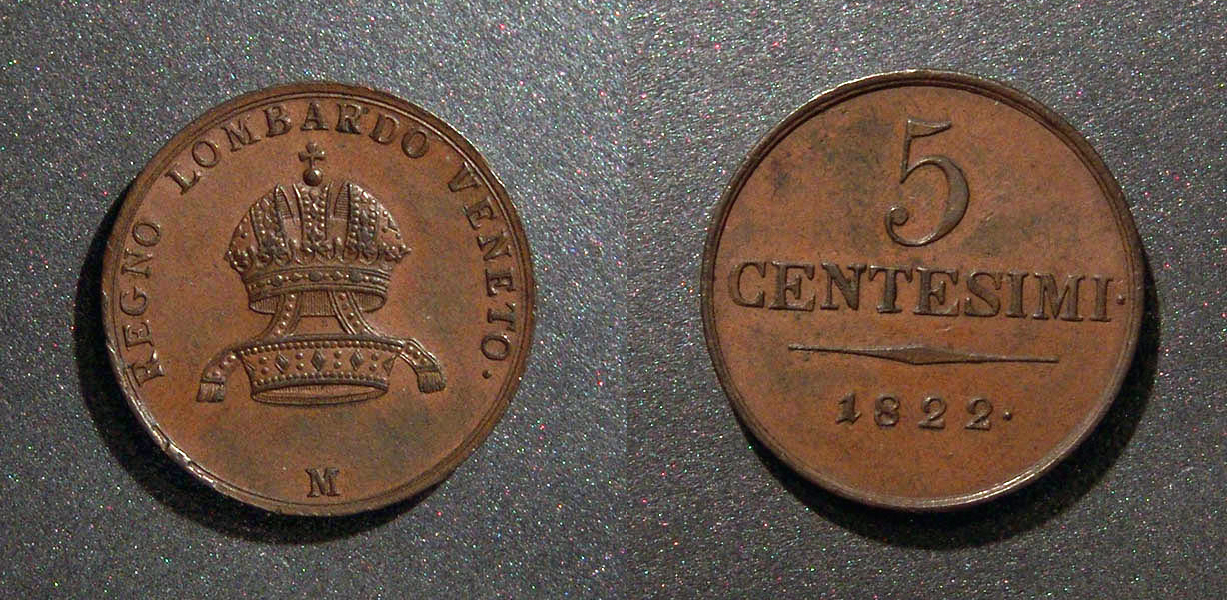 REGNO LOMBARDO VENETO.
M
5
CENTESIMI·
1822·